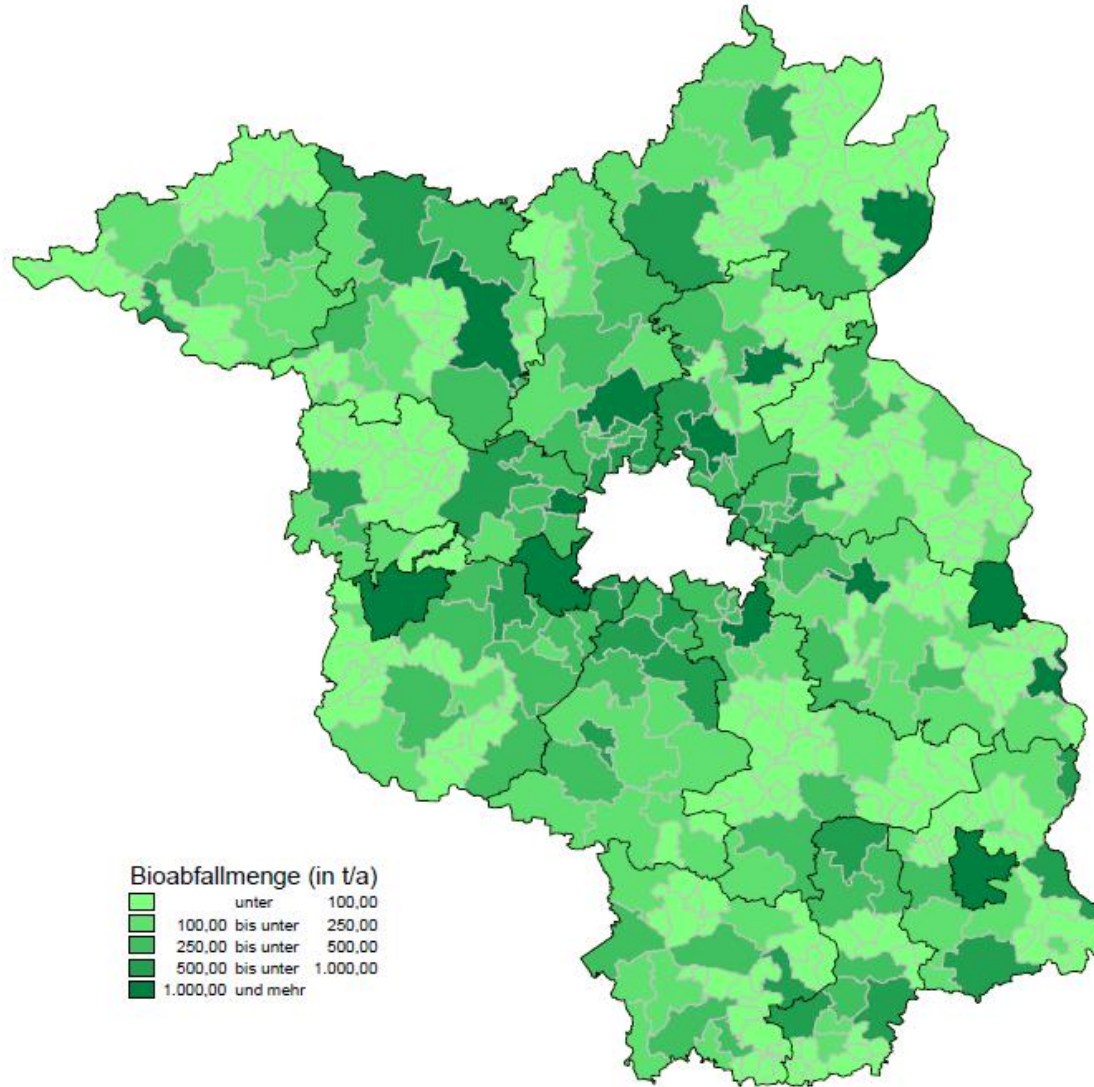 Bioabfallmenge (in t/a)
unter 100,00
100,00 bis unter 250,00
250,00 bis unter 500,00
500,00 bis unter 1.000,00
1.000,00 und mehr